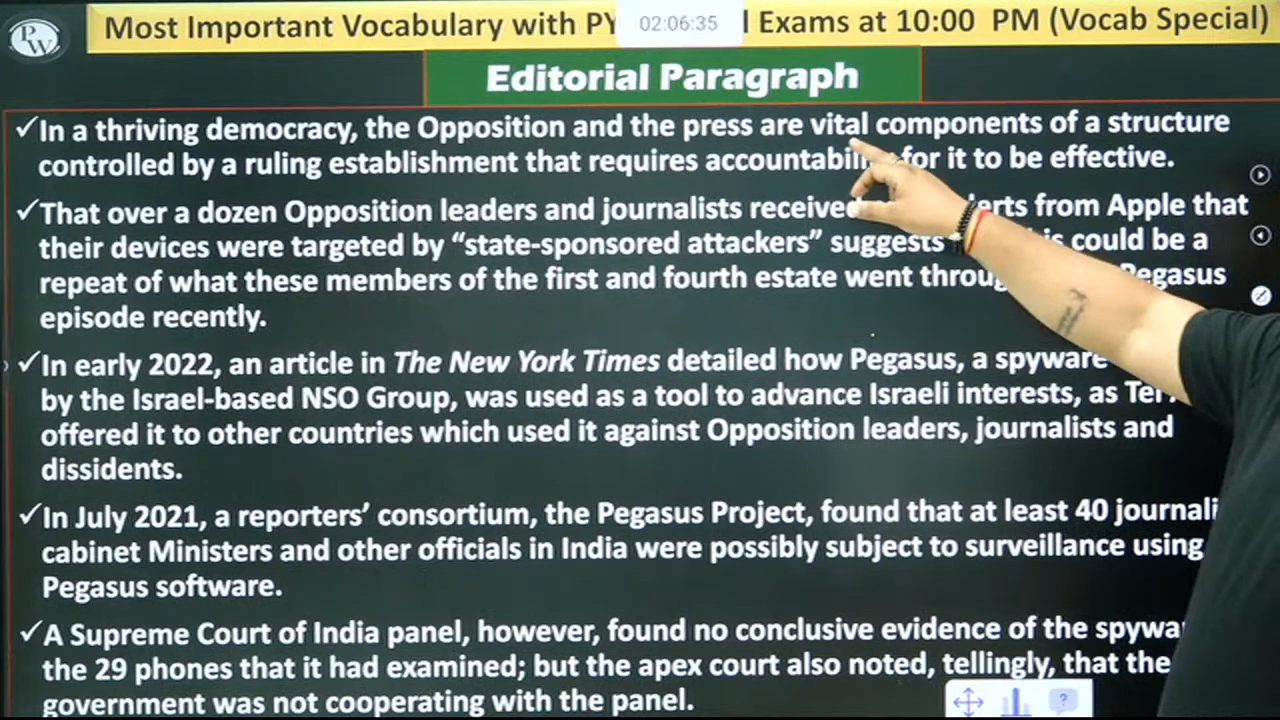 PW
Most Important Vocabulary with PY
02:06:35
Exams at 10:00 PM (Vocab Special)
Editorial Paragraph
✓In a thriving democracy, the Opposition and the press are vital components of a structure
controlled by a ruling establishment that requires for it to be effective.
✓That over a dozen Opposition leaders and journalists from Apple that
their devices were targeted by “state-sponsored attackers” suggests could be a
repeat of what these members of the first and fourth estate went
episode recently.
✓In early 2022, an article in The New York Times detailed how Pegasus, a spyware
by the Israel-based NSO Group, was used as a tool to advance Israeli interests, as
offered it to other countries which used it against Opposition leaders, journalists and
dissidents.
✓In July 2021, a reporters’ consortium, the Pegasus Project, found that at least 40
cabinet Ministers and other officials in India were possibly subject to surveillance using
Pegasus software.
✓A Supreme Court of India panel, however, found no conclusive evidence of the
the 29 phones that it had examined; but the apex court also noted, tellingly, that the
government was not cooperating with the panel.